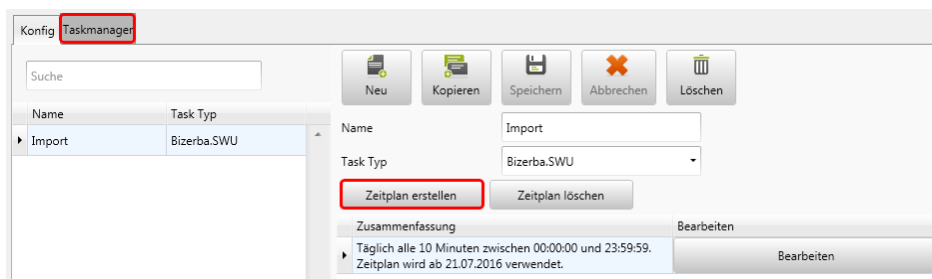 Konfig Taskmanager
Suche
Neu Kopieren Speichern Abbrechen Löschen
Name Task Typ
Import Bizerba.SWU
Name Import
Task Typ Bizerba.SWU
Zeitplan erstellen Zeitplan löschen
Zusammenfassung Bearbeiten
Täglich alle 10 Minuten zwischen 00:00:00 und 23:59:59.
Zeitplan wird ab 21.07.2016 verwendet.
Bearbeiten